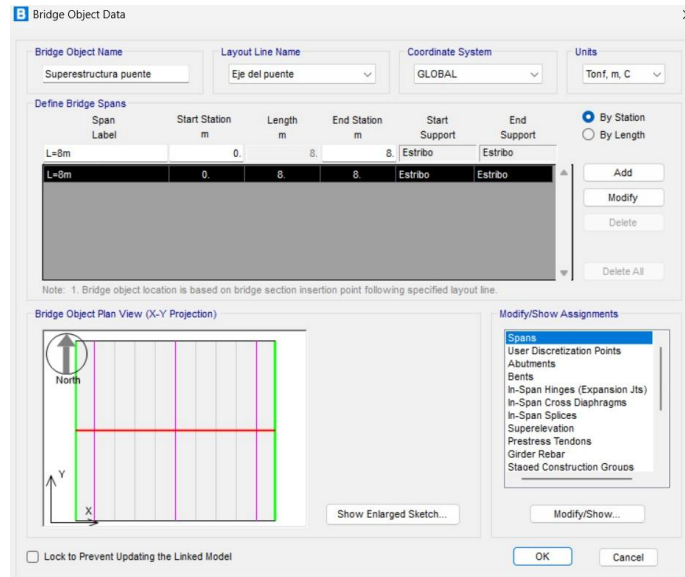 B Bridge Object Data
Bridge Object Name
Layout Line Name
Coordinate System
Units
Superestructura puente
Eje del puente
GLOBAL
Tonf, m, C
Define Bridge Spans
Span Label
Start Station m
Length m
End Station m
Start Support
End Support
By Station
By Length
L=8m 0. 8. 8. Estribo Estribo
L=8m 0. 8. 8. Estribo Estribo
Add
Modify
Delete
Delete All
Note: 1. Bridge object location is based on bridge section insertion point following specified layout line.
Bridge Object Plan View (X-Y Projection)
North
Y
X
Show Enlarged Sketch...
Modify/Show Assignments
Spans
User Discretization Points
Abutments
Bents
In-Span Hinges (Expansion Jts)
In-Span Cross Diaphragms
In-Span Splices
Superelevation
Prestress Tendons
Girder Rebar
Staged Construction Groups
Modify/Show...
Lock to Prevent Updating the Linked Model
OK
Cancel